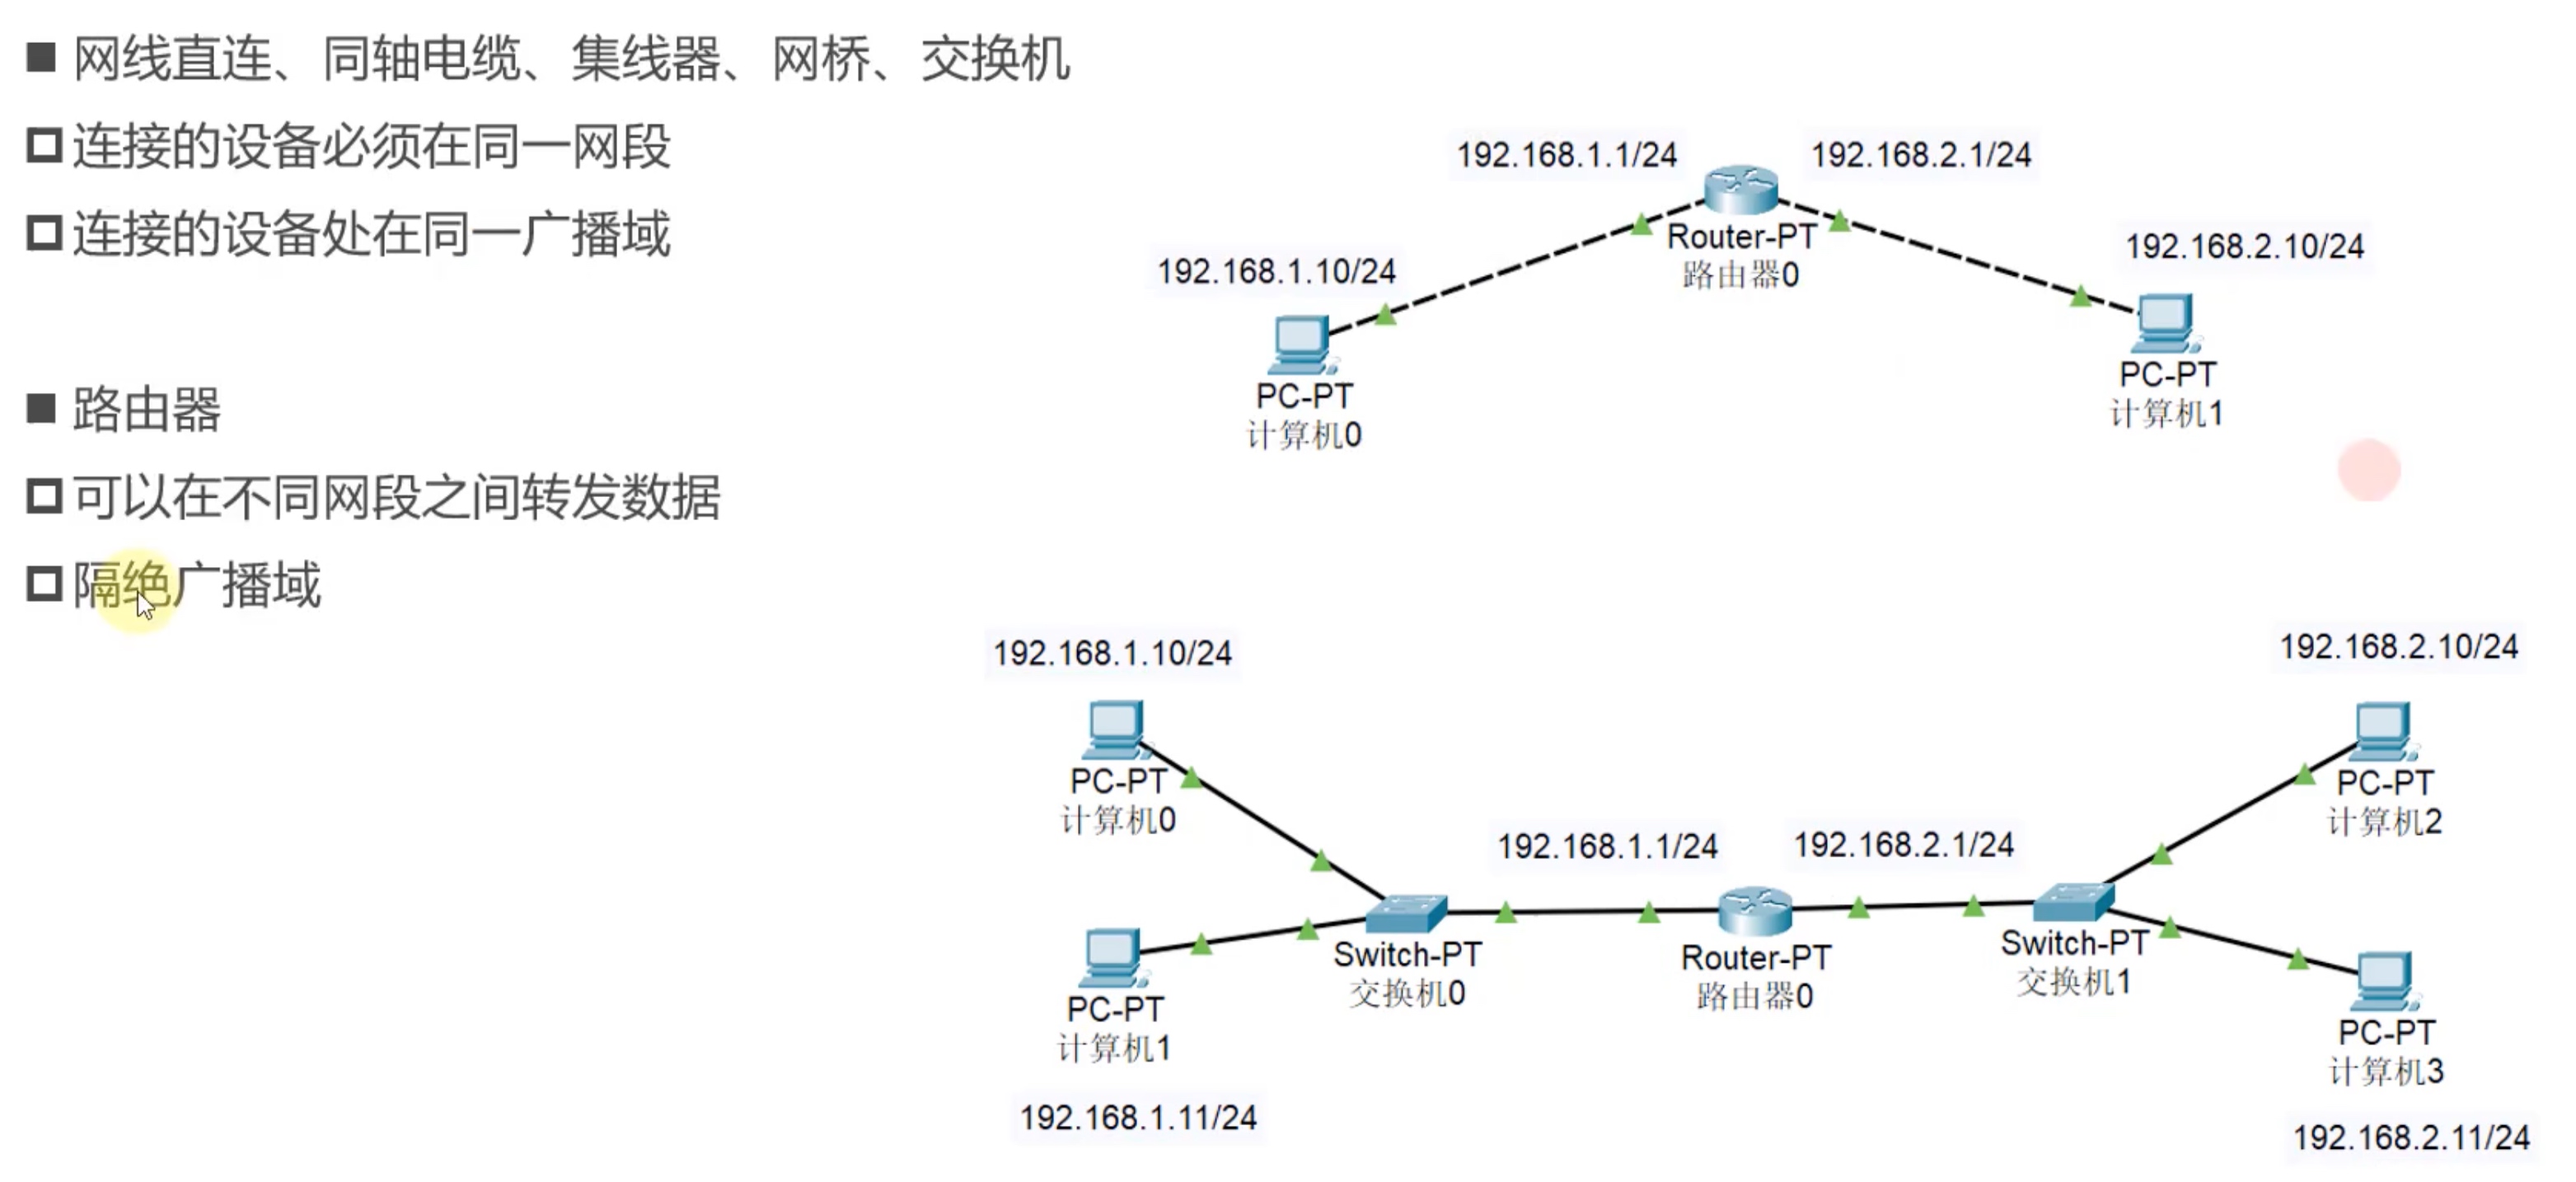 网线直连、同轴电缆、集线器、网桥、交换机
连接的设备必须在同一网段
连接的设备处在同一广播域
路由器
可以在不同网段之间转发数据
隔绝广播域
192.168.1.1/24
192.168.2.1/24
Router-PT
路由器0
192.168.1.10/24
PC-PT
计算机0
192.168.2.10/24
PC-PT
计算机1
192.168.1.10/24
PC-PT
计算机0
192.168.2.10/24
PC-PT
计算机2
192.168.1.1/24
192.168.2.1/24
Switch-PT
交换机0
Router-PT
路由器0
Switch-PT
交换机1
PC-PT
计算机1
192.168.1.11/24
PC-PT
计算机3
192.168.2.11/24